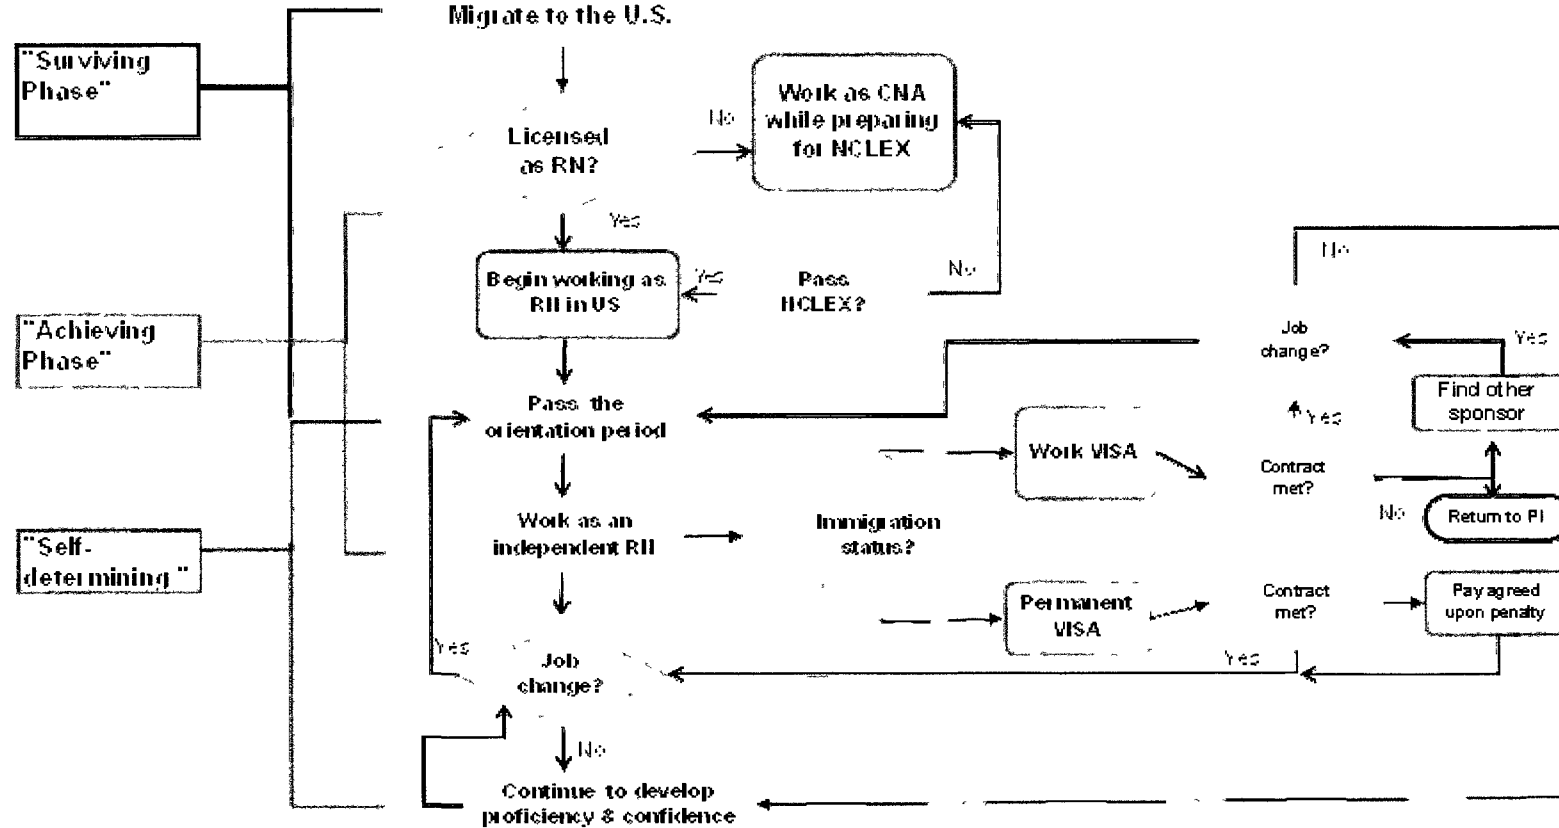 Migrate to the U.S.
"Surviving
Phase"
Licensed
as RN?
No
Work as CNA
while preparing
for NCLEX
Yes
Begin working as
RN in US
Yes
Pass
NCLEX?
No
No
"Achieving
Phase"
Job
change?
Yes
Find other
sponsor
Pass the
orientation period
Yes
Work VISA
Contract
met?
No
Return to PI
"Self-
determining"
Work as an
independent RN
Immigration
status?
Permanent
VISA
Contract
met?
Pay agreed
upon penalty
Yes
Job
change?
Yes
No
Continue to develop
proficiency & confidence